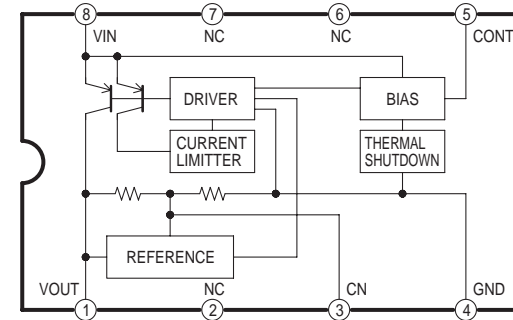 8 7 6 5
VIN NC NC CONT
DRIVER BIAS
CURRENT THERMAL
LIMITTER SHUTDOWN
REFERENCE
VOUT NC CN GND
1 2 3 4